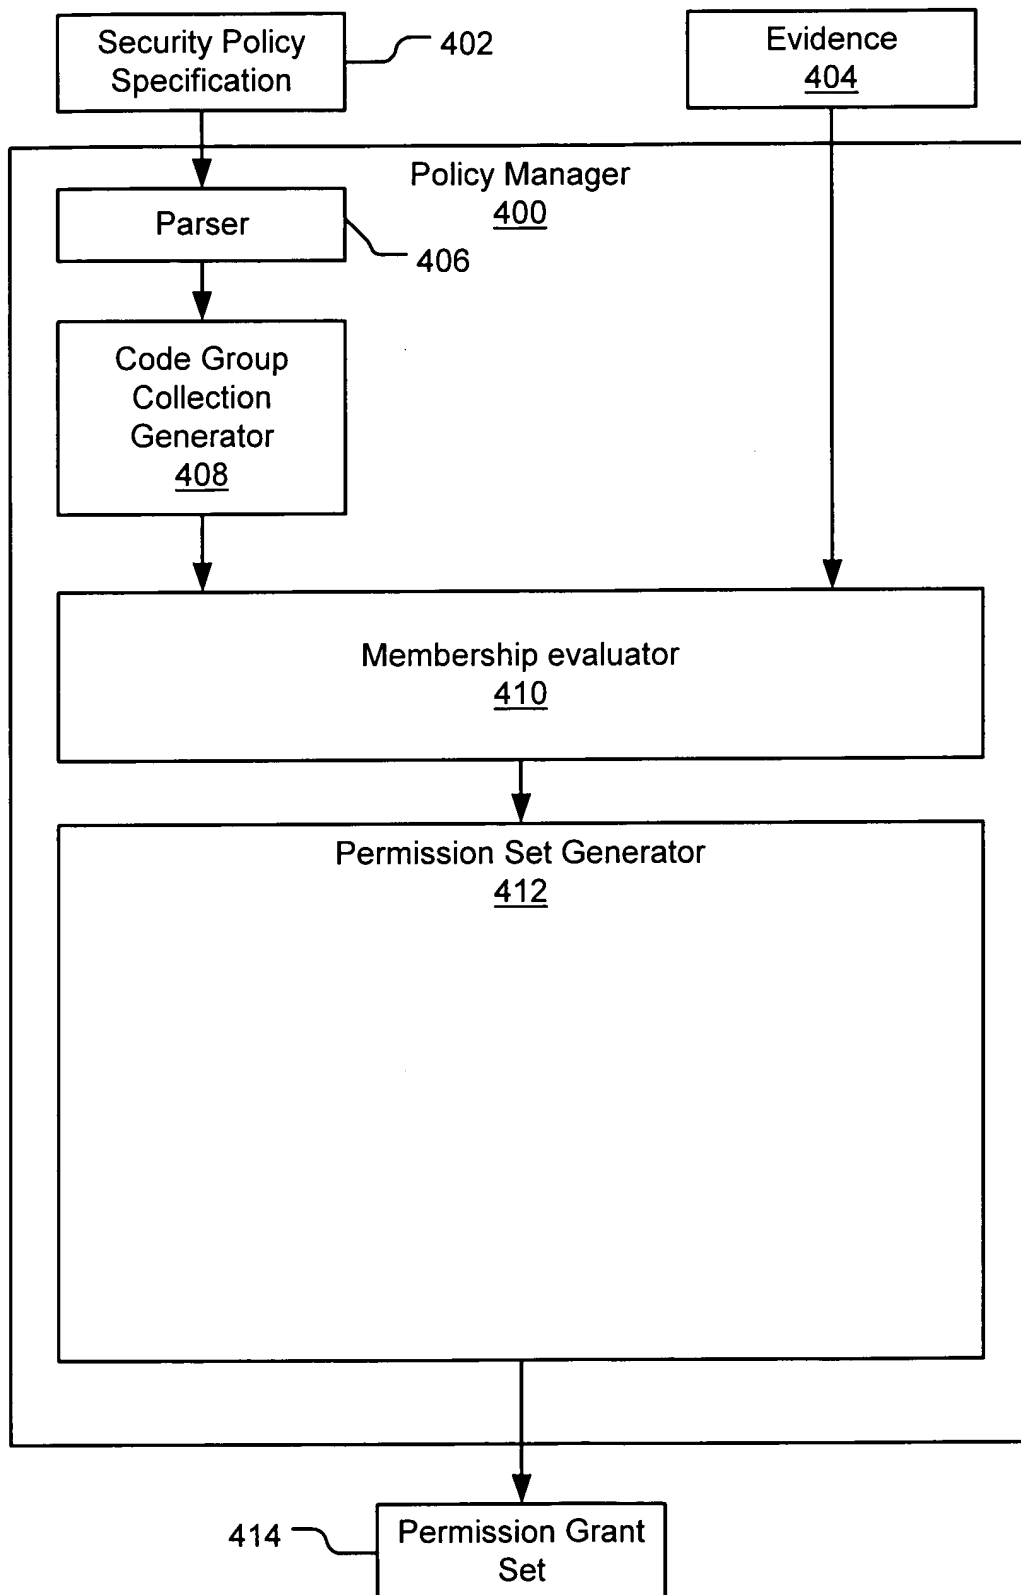 Security Policy
Specification
402
Evidence
404
Policy Manager
400
Parser
406
Code Group
Collection
Generator
408
Membership evaluator
410
Permission Set Generator
412
414
Permission Grant
Set